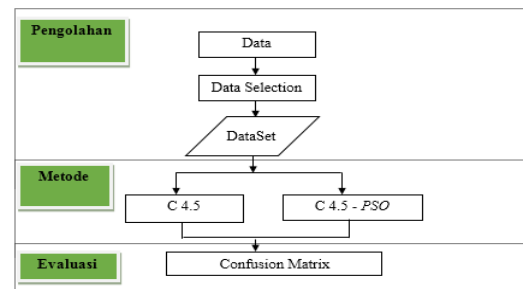 Pengolahan
Data
Data Selection
DataSet
Metode
C 4.5
C 4.5 - PSO
Evaluasi
Confusion Matrix